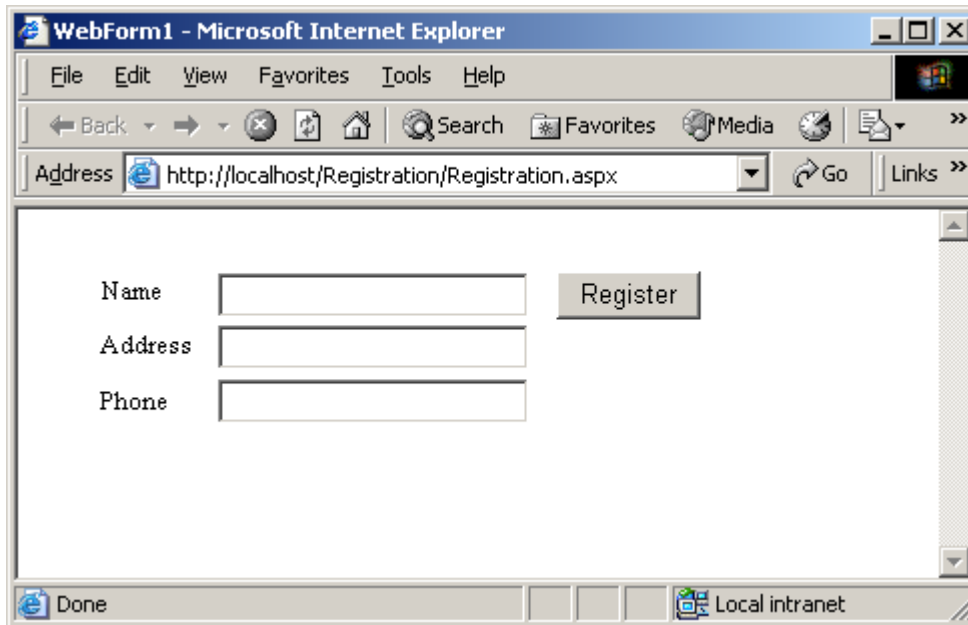 WebForm1 - Microsoft Internet Explorer
File Edit View Favorites Tools Help
Back Search Favorites Media »
Address http://localhost/Registration/Registration.aspx Go Links »
Name Register
Address
Phone
Done Local intranet